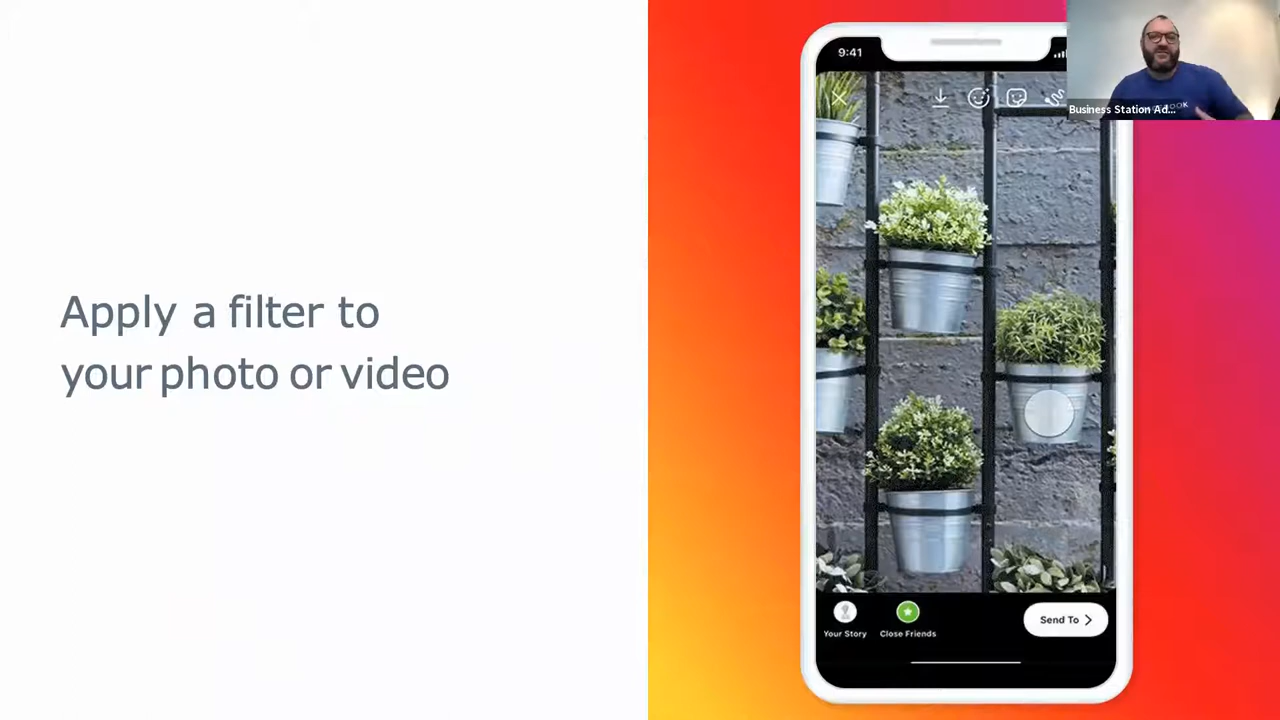 Apply a filter to
your photo or video
9:41
Business Station Ad...
Your Story
Close Friends
Send To